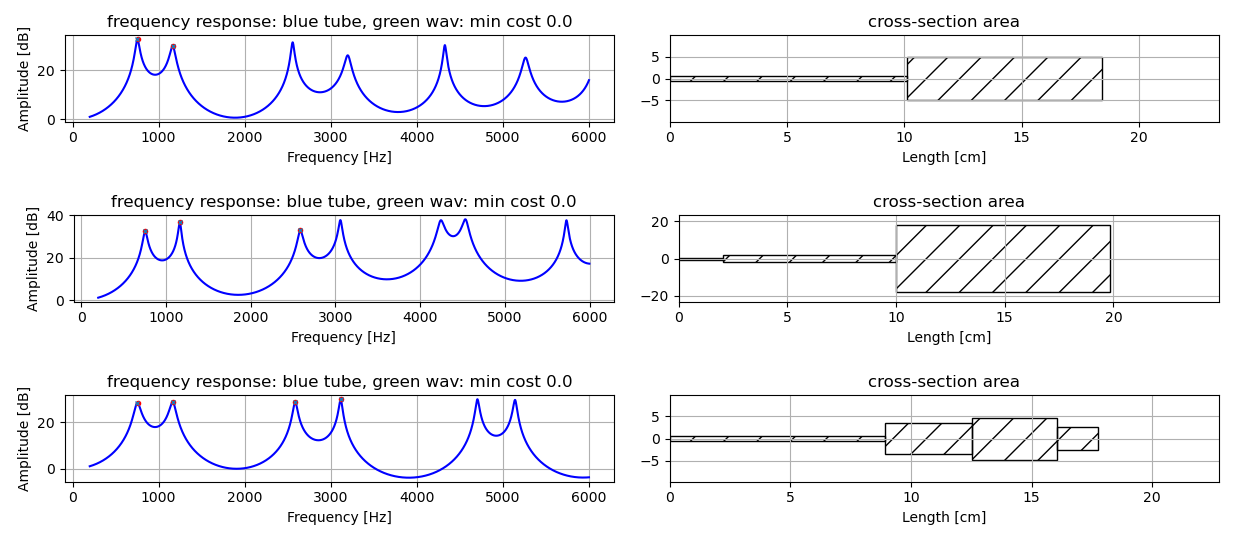 frequency response: blue tube, green wav: min cost 0.0
Amplitude [dB]
20
0
0 1000 2000 3000 4000 5000 6000
Frequency [Hz]
cross-section area
5
0
−5
0 5 10 15 20
Length [cm]
frequency response: blue tube, green wav: min cost 0.0
Amplitude [dB]
40
20
0
0 1000 2000 3000 4000 5000 6000
Frequency [Hz]
cross-section area
20
0
−20
0 5 10 15 20
Length [cm]
frequency response: blue tube, green wav: min cost 0.0
Amplitude [dB]
20
0
0 1000 2000 3000 4000 5000 6000
Frequency [Hz]
cross-section area
5
0
−5
0 5 10 15 20
Length [cm]